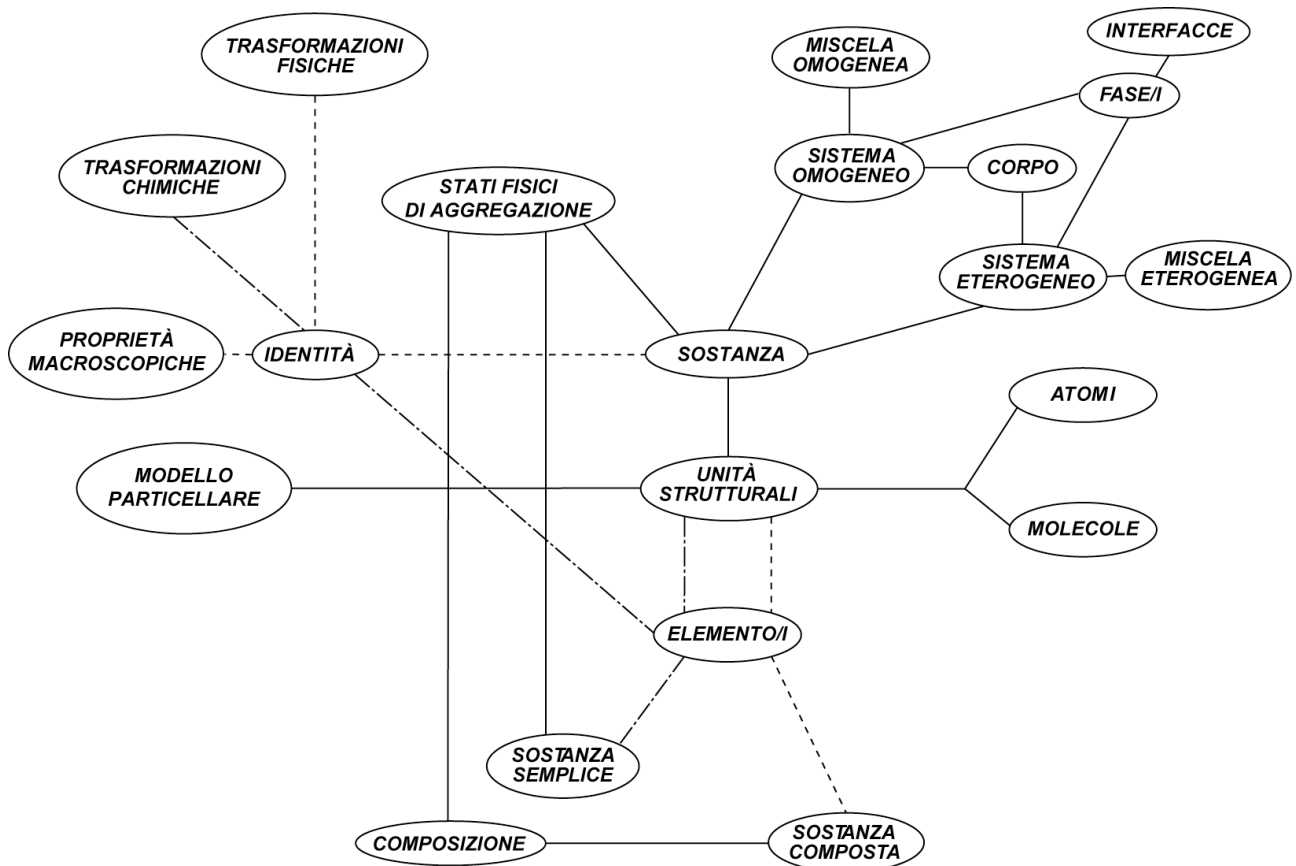 TRASFORMAZIONI
FISICHE
MISCELA
OMOGENEA
INTERFACCE
FASE/I
TRASFORMAZIONI
CHIMICHE
STATI FISICI
DI AGGREGAZIONE
SISTEMA
OMOGENEO
CORPO
SISTEMA
ETEROGENEO
MISCELA
ETEROGENEA
PROPRIETÀ
MACROSCOPICHE
IDENTITÀ
SOSTANZA
ATOMI
MODELLO
PARTICELLARE
UNITÀ
STRUTTURALI
MOLECOLE
ELEMENTO/I
SOSTANZA
SEMPLICE
COMPOSIZIONE
SOSTANZA
COMPOSTA